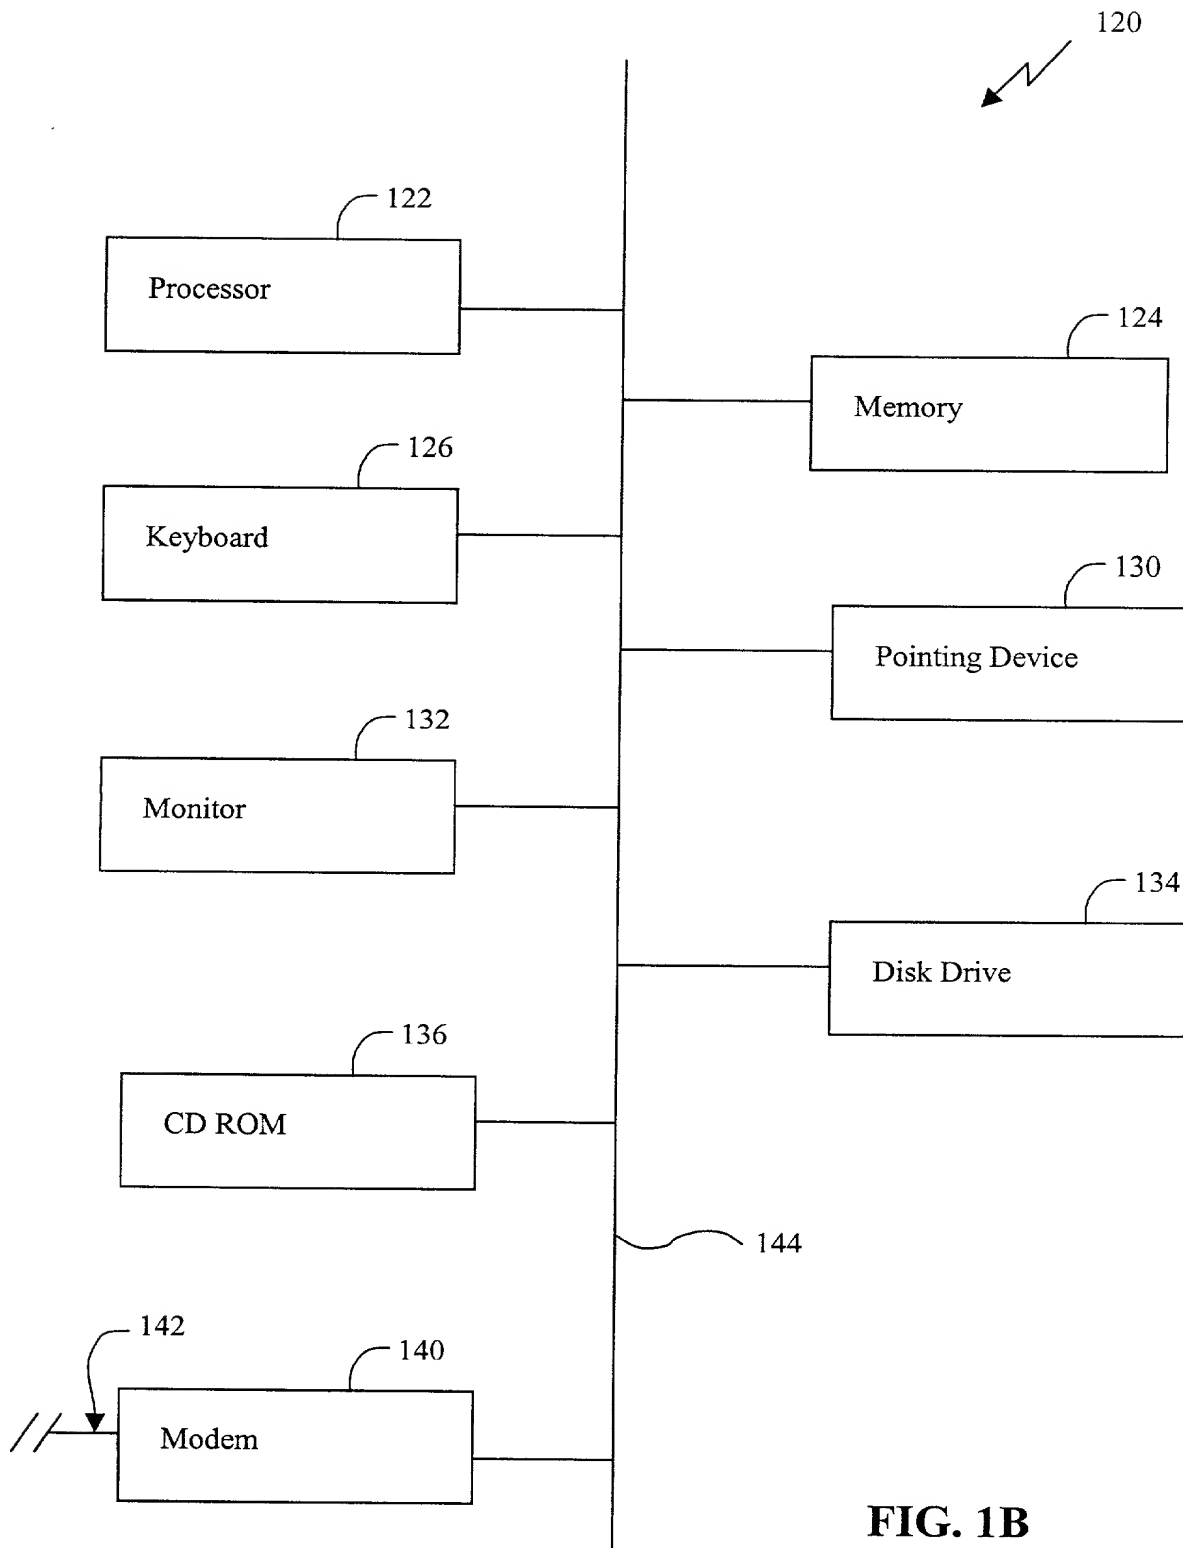 120
122
Processor
124
Memory
126
Keyboard
130
Pointing Device
132
Monitor
134
Disk Drive
136
CD ROM
144
142
140
Modem
FIG. 1B